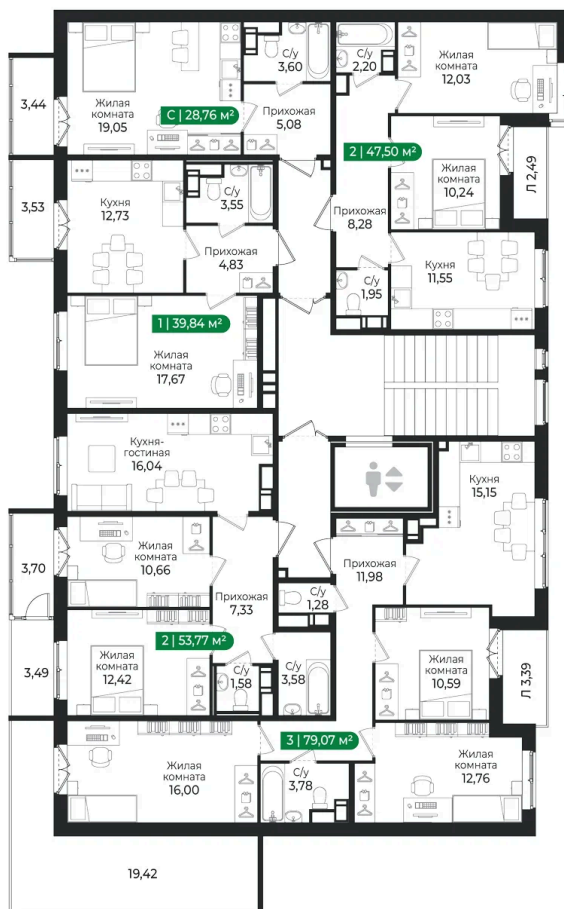 С/у
3,60
С/у
2,20
Жилая
комната
12,03
3,44
Жилая
комната
19,05
С | 28,76 м²
Прихожая
5,08
2 | 47,50 м²
Жилая
комната
10,24
Л 2,49
3,53
Кухня
12,73
С/у
3,55
Прихожая
8,28
Прихожая
4,83
Кухня
11,55
С/у
1,95
1 | 39,84 м²
Жилая
комната
17,67
Кухня-
гостиная
16,04
Кухня
15,15
3,70
Жилая
комната
10,66
Прихожая
11,98
Прихожая
7,33
С/у
1,28
2 | 53,77 м²
3,49
Жилая
комната
12,42
С/у
1,58
С/у
3,58
Жилая
комната
10,59
Л 3,39
3 | 79,07 м²
Жилая
комната
16,00
С/у
3,78
Жилая
комната
12,76
19,42